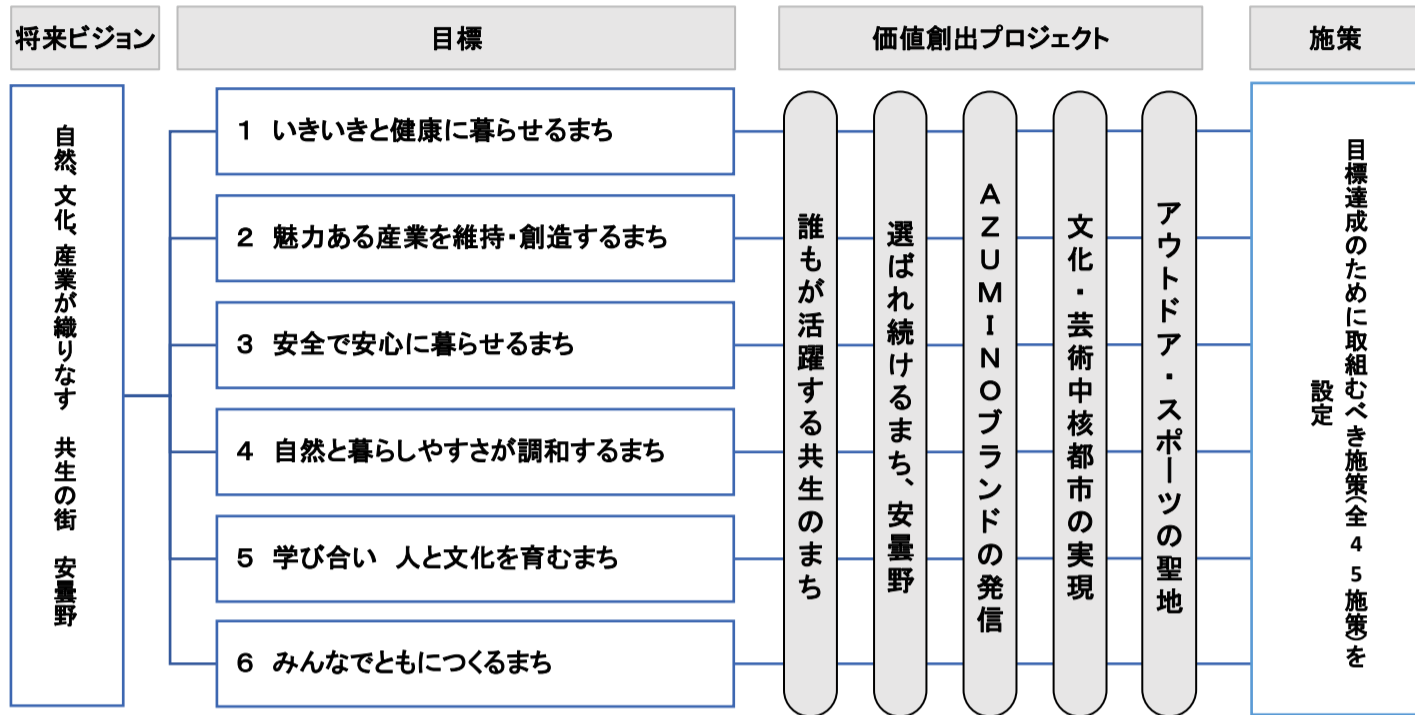 将来ビジョン
目標
価値創出プロジェクト
施策
自然、文化、産業が織りなす　共生の街　安曇野
1　いきいきと健康に暮らせるまち
2　魅力ある産業を維持・創造するまち
3　安全で安心に暮らせるまち
4　自然と暮らしやすさが調和するまち
5　学び合い　人と文化を育むまち
6　みんなでともにつくるまち
誰もが活躍する共生のまち
選ばれ続けるまち、安曇野
AZUMINOブランドの発信
文化・芸術中核都市の実現
アウトドア・スポーツの聖地
目標達成のために取組むべき施策(全45施策)を
設定